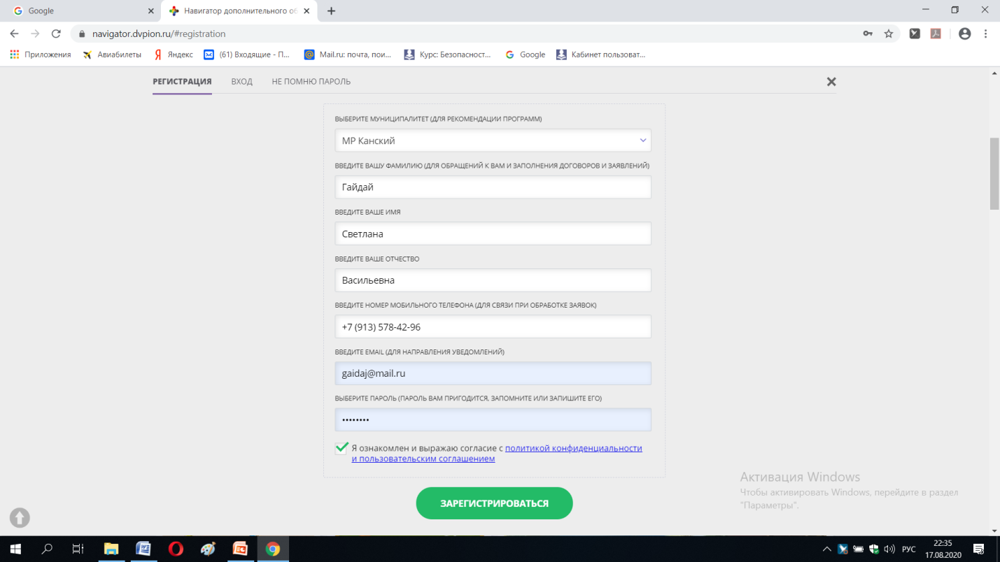 Google
Навигатор дополнительного об
navigator.dvpion.ru/#registration
Приложения
Авиабилеты
Яндекс
(61) Входящие - П...
Mail.ru: почта, пои...
Курс: Безопасност...
Google
Кабинет пользоват...
РЕГИСТРАЦИЯ
ВХОД
НЕ ПОМНЮ ПАРОЛЬ
ВЫБЕРИТЕ МУНИЦИПАЛИТЕТ (ДЛЯ РЕКОМЕНДАЦИИ ПРОГРАММ)
МР Канский
ВВЕДИТЕ ВАШУ ФАМИЛИЮ (ДЛЯ ОБРАЩЕНИЙ К ВАМ И ЗАПОЛНЕНИЯ ДОГОВОРОВ И ЗАЯВЛЕНИЙ)
Гайдай
ВВЕДИТЕ ВАШЕ ИМЯ
Светлана
ВВЕДИТЕ ВАШЕ ОТЧЕСТВО
Васильевна
ВВЕДИТЕ НОМЕР МОБИЛЬНОГО ТЕЛЕФОНА (ДЛЯ СВЯЗИ ПРИ ОБРАБОТКЕ ЗАЯВОК)
+7 (913) 578-42-96
ВВЕДИТЕ EMAIL (ДЛЯ НАПРАВЛЕНИЯ УВЕДОМЛЕНИЙ)
gaidaj@mail.ru
ВЫБЕРИТЕ ПАРОЛЬ (ПАРОЛЬ ВАМ ПРИГОДИТСЯ, ЗАПОМНИТЕ ИЛИ ЗАПИШИТЕ ЕГО)
••••••••
Я ознакомлен и выражаю согласие с политикой конфиденциальности
и пользовательским соглашением
ЗАРЕГИСТРИРОВАТЬСЯ
Активация Windows
Чтобы активировать Windows, перейдите в раздел
"Параметры".
РУС
22:35
17.08.2020